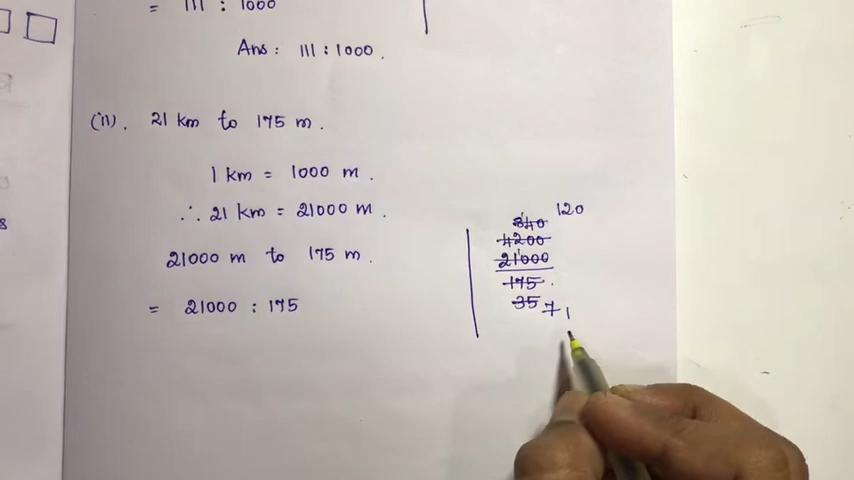 = 111 : 1000
Ans : 111 : 1000 .
(ii) . 21 km to 175 m .
1 km = 1000 m .
∴ 21 km = 21000 m .
21000 m to 175 m .
= 21000 : 175
840 120
4200
21000
175
35 7 1